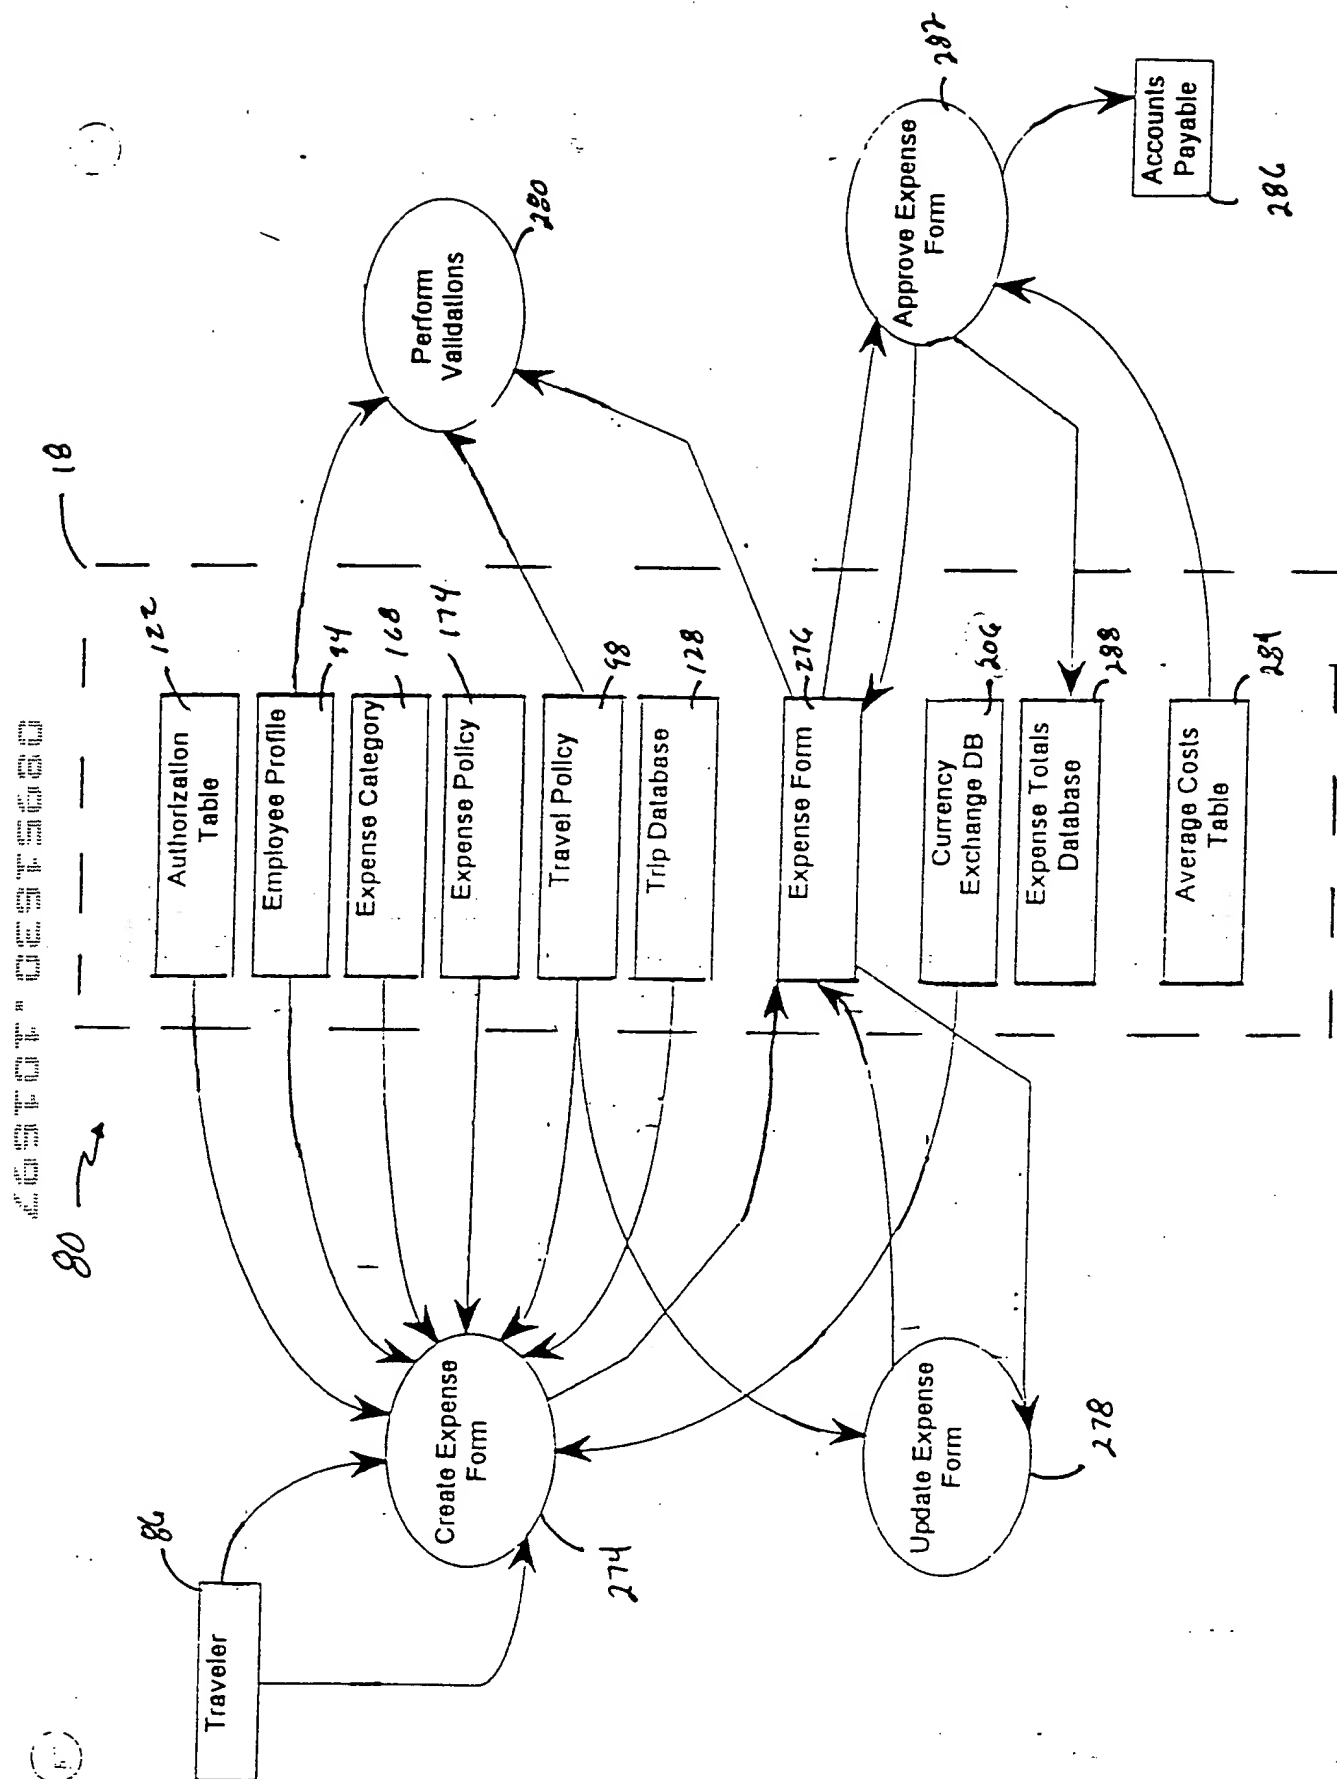 80
18
Traveler
86
Create Expense
Form
274
Update Expense
Form
278
Authorization
Table
122
Employee Profile
94
Expense Category
168
Expense Policy
174
Travel Policy
98
Trip Database
128
Expense Form
276
Currency
Exchange DB
206
Expense Totals
Database
288
Average Costs
Table
284
Perform
Validations
280
Approve Expense
Form
282
Accounts
Payable
286